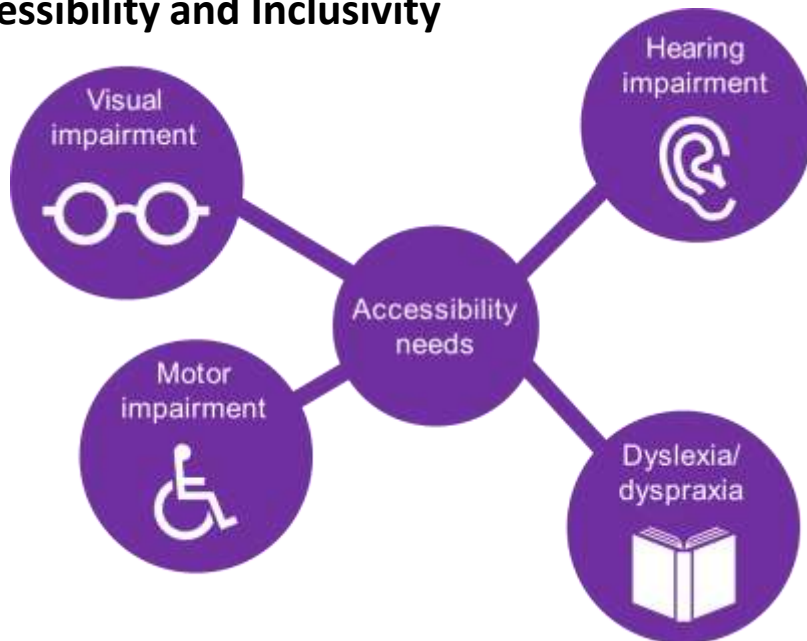 essibility and Inclusivity
Visual
impairment
Hearing
impairment
Accessibility
needs
Motor
impairment
Dyslexia/
dyspraxia